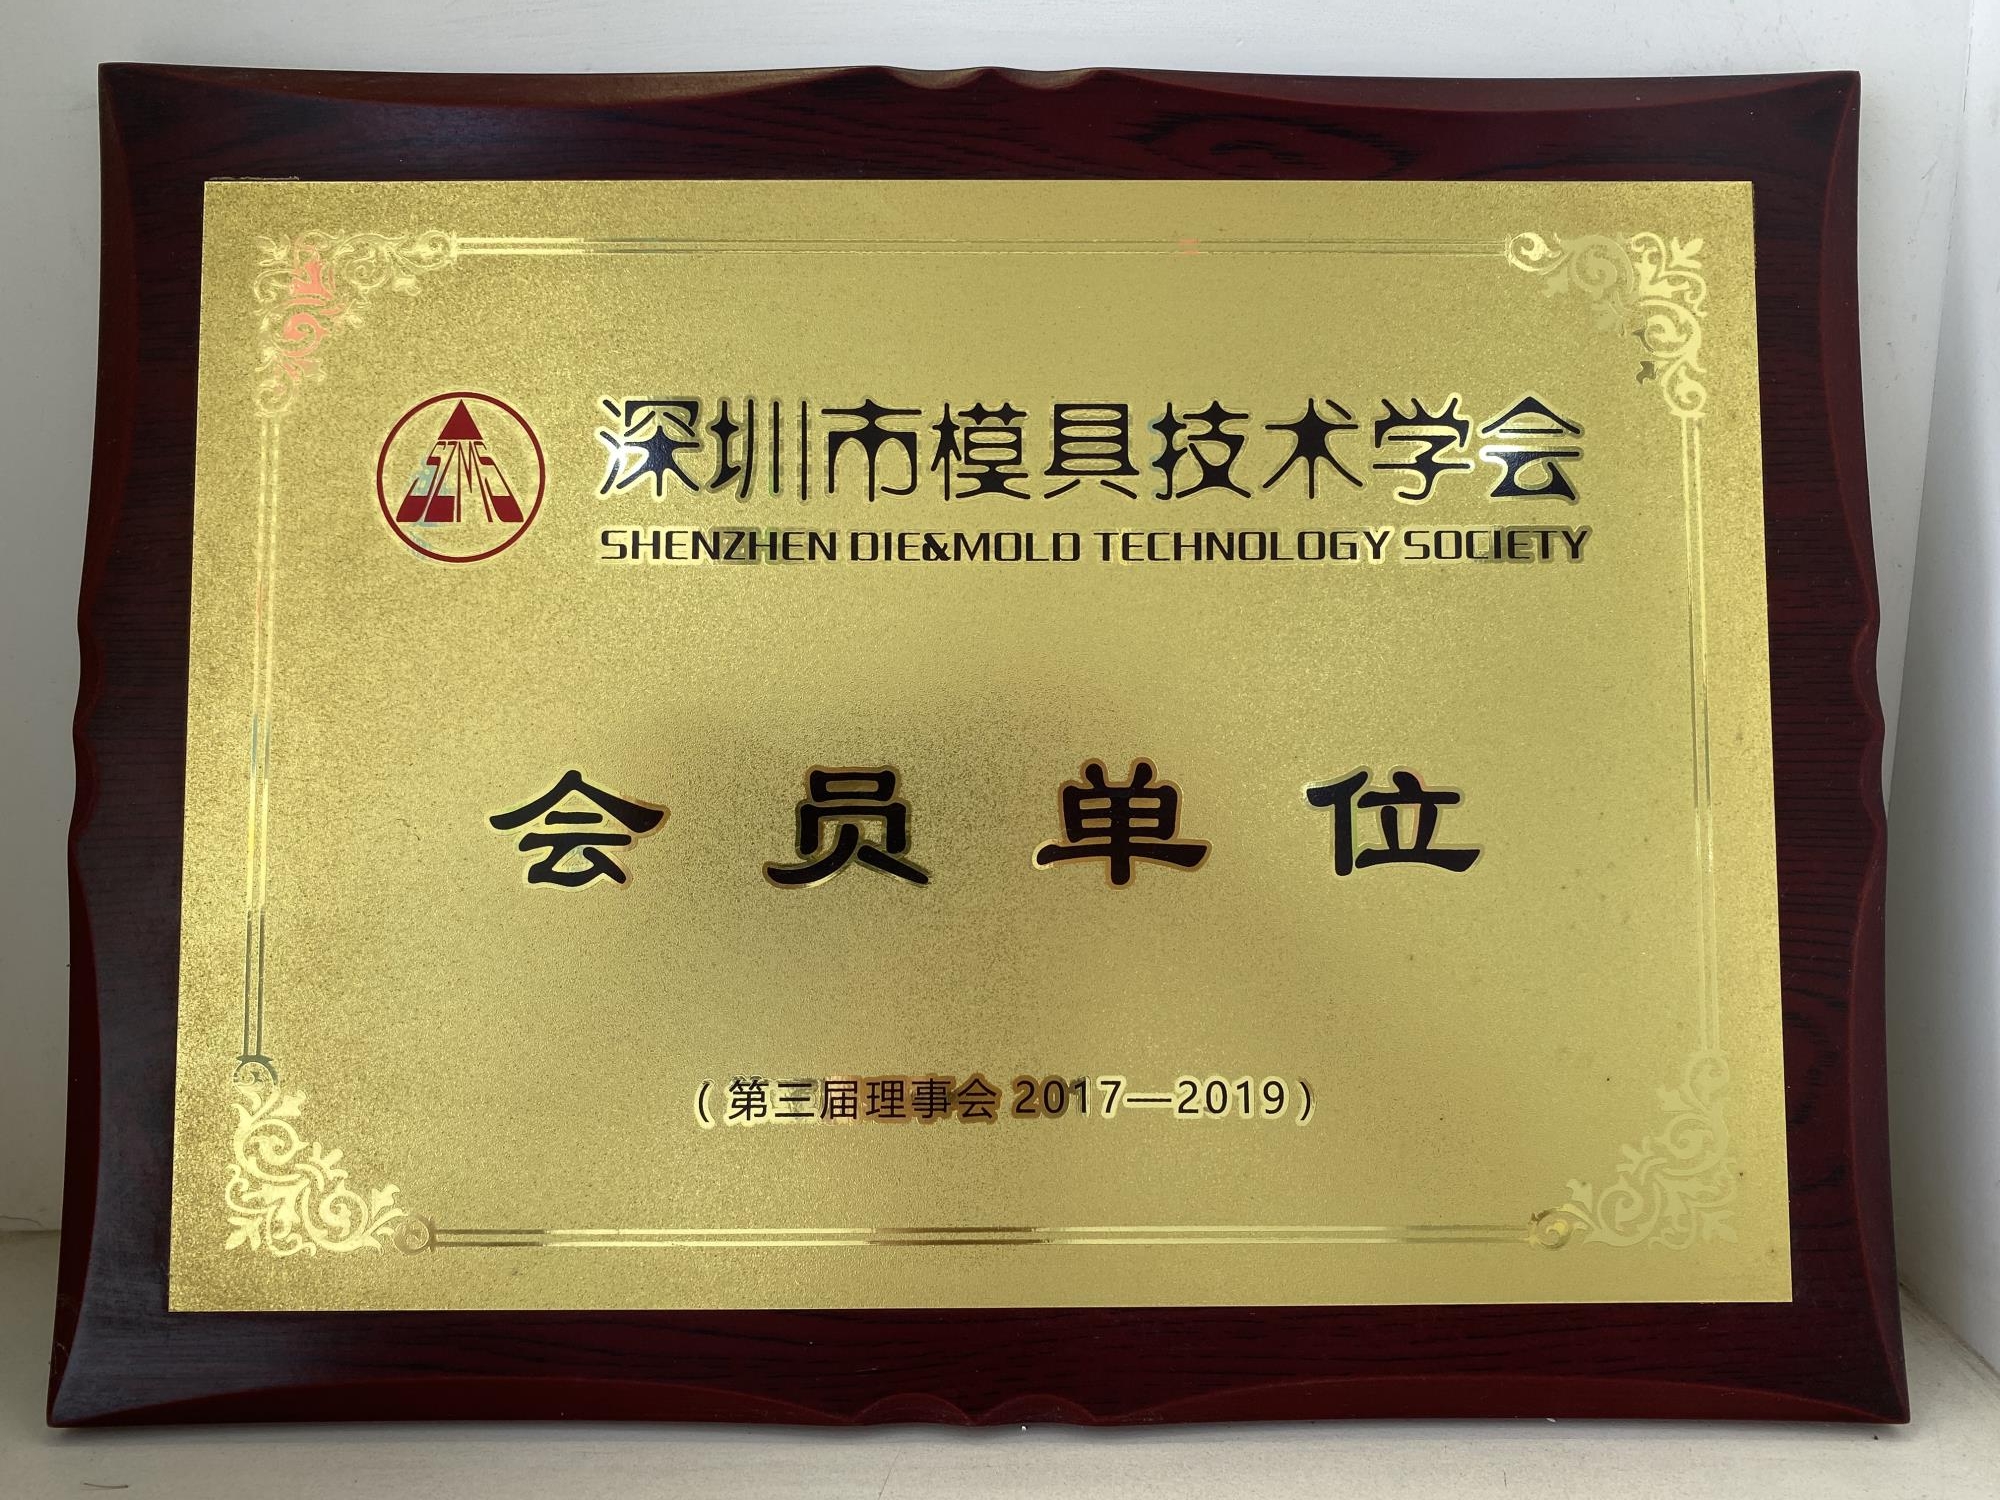 SZMS
深圳市模具技术学会
SHENZHEN DIE&MOLD TECHNOLOGY SOCIETY
会员单位
（第三届理事会 2017—2019）